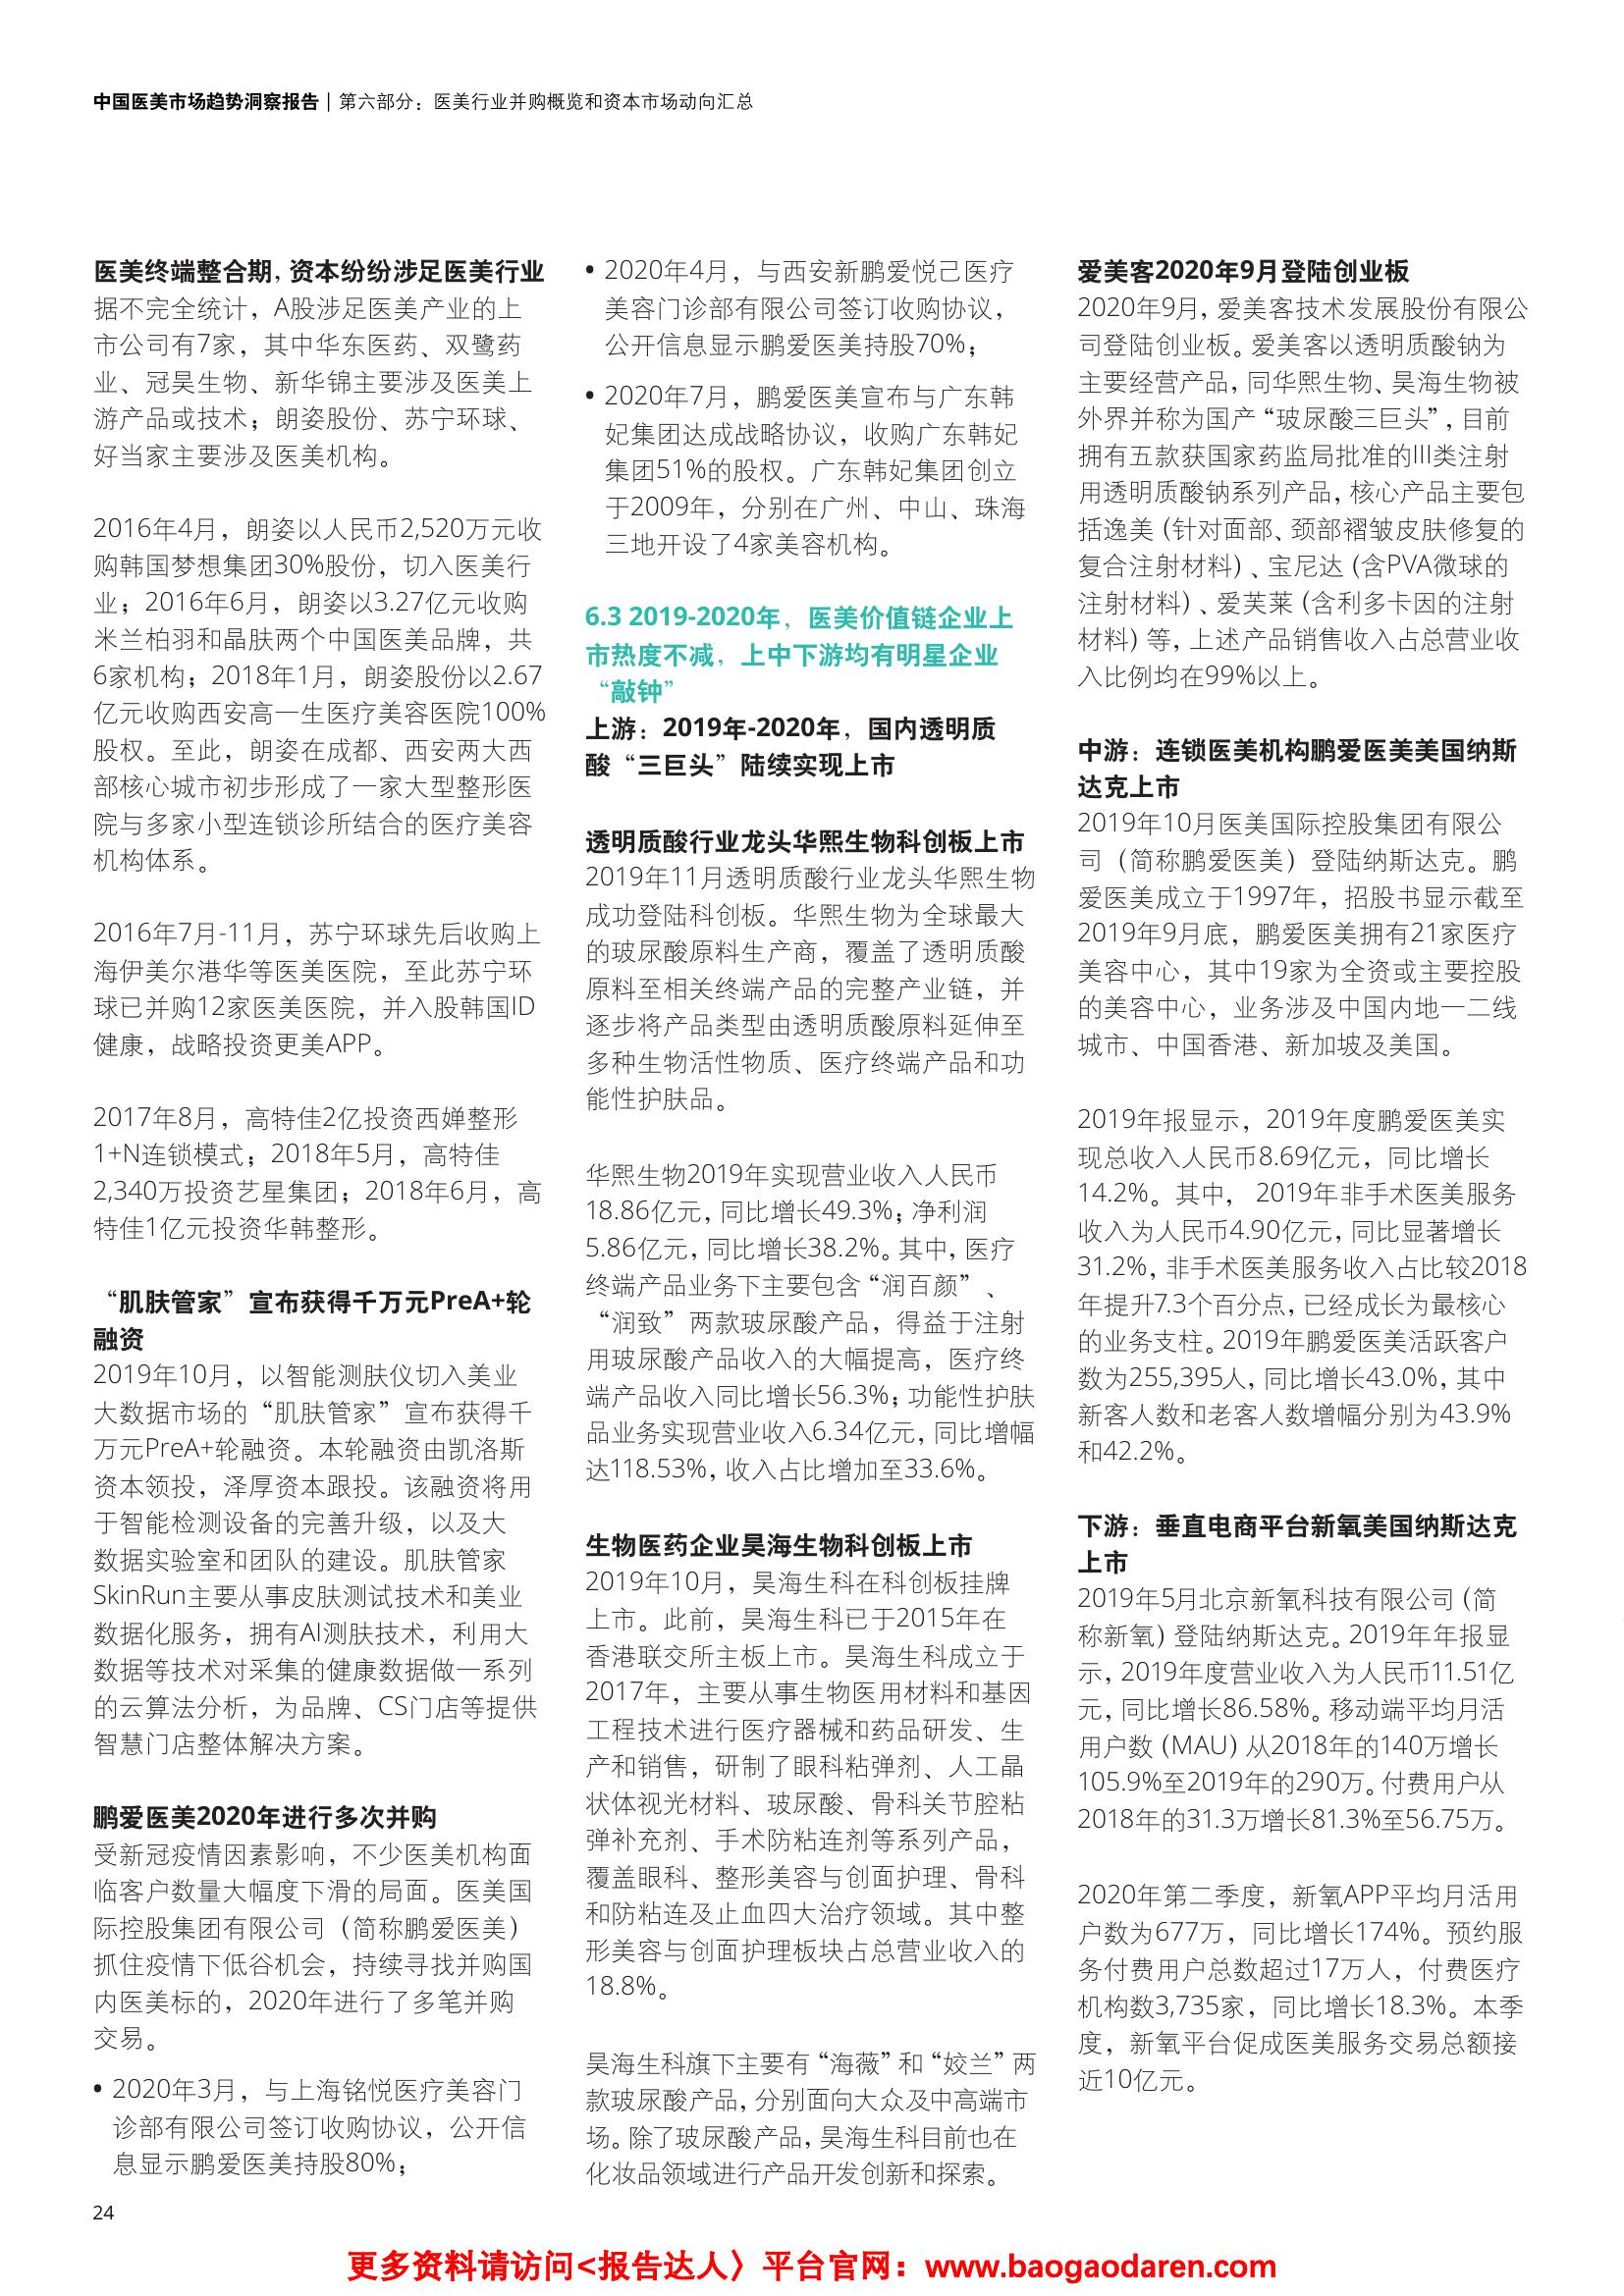 中国医美市场趋势洞察报告 | 第六部分：医美行业并购概览和资本市场动向汇总
医美终端整合期，资本纷纷涉足医美行业
据不完全统计，A股涉足医美产业的上
市公司有7家，其中华东医药、双鹭药
业、冠昊生物、新华锦主要涉及医美上
游产品或技术；朗姿股份、苏宁环球、
好当家主要涉及医美机构。
2016年4月，朗姿以人民币2,520万元收
购韩国梦想集团30%股份，切入医美行
业；2016年6月，朗姿以3.27亿元收购
米兰柏羽和晶肤两个中国医美品牌，共
6家机构；2018年1月，朗姿股份以2.67
亿元收购西安高一生医疗美容医院100%
股权。至此，朗姿在成都、西安两大西
部核心城市初步形成了一家大型整形医
院与多家小型连锁诊所结合的医疗美容
机构体系。
2016年7月-11月，苏宁环球先后收购上
海伊美尔港华等医美医院，至此苏宁环
球已并购12家医美医院，并入股韩国ID
健康，战略投资更美APP。
2017年8月，高特佳2亿投资西婵整形
1+N连锁模式；2018年5月，高特佳
2,340万投资艺星集团；2018年6月，高
特佳1亿元投资华韩整形。
“肌肤管家”宣布获得千万元PreA+轮
融资
2019年10月，以智能测肤仪切入美业
大数据市场的“肌肤管家”宣布获得千
万元PreA+轮融资。本轮融资由凯洛斯
资本领投，泽厚资本跟投。该融资将用
于智能检测设备的完善升级，以及大
数据实验室和团队的建设。肌肤管家
SkinRun主要从事皮肤测试技术和美业
数据化服务，拥有AI测肤技术，利用大
数据等技术对采集的健康数据做一系列
的云算法分析，为品牌、CS门店等提供
智慧门店整体解决方案。
鹏爱医美2020年进行多次并购
受新冠疫情因素影响，不少医美机构面
临客户数量大幅度下滑的局面。医美国
际控股集团有限公司（简称鹏爱医美）
抓住疫情下低谷机会，持续寻找并购国
内医美标的，2020年进行了多笔并购
交易。
• 2020年3月，与上海铭悦医疗美容门
诊部有限公司签订收购协议，公开信
息显示鹏爱医美持股80%；
• 2020年4月，与西安新鹏爱悦己医疗
美容门诊部有限公司签订收购协议，
公开信息显示鹏爱医美持股70%；
• 2020年7月，鹏爱医美宣布与广东韩
妃集团达成战略协议，收购广东韩妃
集团51%的股权。广东韩妃集团创立
于2009年，分别在广州、中山、珠海
三地开设了4家美容机构。
6.3 2019-2020年，医美价值链企业上
市热度不减，上中下游均有明星企业
“敲钟”
上游：2019年-2020年，国内透明质
酸“三巨头”陆续实现上市
透明质酸行业龙头华熙生物科创板上市
2019年11月透明质酸行业龙头华熙生物
成功登陆科创板。华熙生物为全球最大
的玻尿酸原料生产商，覆盖了透明质酸
原料至相关终端产品的完整产业链，并
逐步将产品类型由透明质酸原料延伸至
多种生物活性物质、医疗终端产品和功
能性护肤品。
华熙生物2019年实现营业收入人民币
18.86亿元，同比增长49.3%；净利润
5.86亿元，同比增长38.2%。其中，医疗
终端产品业务下主要包含“润百颜”、
“润致”两款玻尿酸产品，得益于注射
用玻尿酸产品收入的大幅提高，医疗终
端产品收入同比增长56.3%；功能性护肤
品业务实现营业收入6.34亿元，同比增幅
达118.53%，收入占比增加至33.6%。
生物医药企业昊海生物科创板上市
2019年10月，昊海生科在科创板挂牌
上市。此前，昊海生科已于2015年在
香港联交所主板上市。昊海生科成立于
2017年，主要从事生物医用材料和基因
工程技术进行医疗器械和药品研发、生
产和销售，研制了眼科粘弹剂、人工晶
状体视光材料、玻尿酸、骨科关节腔粘
弹补充剂、手术防粘连剂等系列产品，
覆盖眼科、整形美容与创面护理、骨科
和防粘连及止血四大治疗领域。其中整
形美容与创面护理板块占总营业收入的
18.8%。
昊海生科旗下主要有“海薇”和“姣兰”两
款玻尿酸产品，分别面向大众及中高端市
场。除了玻尿酸产品，昊海生科目前也在
化妆品领域进行产品开发创新和探索。
爱美客2020年9月登陆创业板
2020年9月，爱美客技术发展股份有限公
司登陆创业板。爱美客以透明质酸钠为
主要经营产品，同华熙生物、昊海生物被
外界并称为国产“玻尿酸三巨头”，目前
拥有五款获国家药监局批准的III类注射
用透明质酸钠系列产品，核心产品主要包
括逸美（针对面部、颈部褶皱皮肤修复的
复合注射材料）、宝尼达（含PVA微球的
注射材料）、爱芙莱（含利多卡因的注射
材料）等，上述产品销售收入占总营业收
入比例均在99%以上。
中游：连锁医美机构鹏爱医美美国纳斯
达克上市
2019年10月医美国际控股集团有限公
司（简称鹏爱医美）登陆纳斯达克。鹏
爱医美成立于1997年，招股书显示截至
2019年9月底，鹏爱医美拥有21家医疗
美容中心，其中19家为全资或主要控股
的美容中心，业务涉及中国内地一二线
城市、中国香港、新加坡及美国。
2019年报显示，2019年度鹏爱医美实
现总收入人民币8.69亿元，同比增长
14.2%。其中， 2019年非手术医美服务
收入为人民币4.90亿元，同比显著增长
31.2%，非手术医美服务收入占比较2018
年提升7.3个百分点，已经成长为最核心
的业务支柱。2019年鹏爱医美活跃客户
数为255,395人，同比增长43.0%，其中
新客人数和老客人数增幅分别为43.9%
和42.2%。
下游：垂直电商平台新氧美国纳斯达克
上市
2019年5月北京新氧科技有限公司（简
称新氧）登陆纳斯达克。2019年年报显
示，2019年度营业收入为人民币11.51亿
元，同比增长86.58%。移动端平均月活
用户数（MAU）从2018年的140万增长
105.9%至2019年的290万。付费用户从
2018年的31.3万增长81.3%至56.75万。
2020年第二季度，新氧APP平均月活用
户数为677万，同比增长174%。预约服
务付费用户总数超过17万人，付费医疗
机构数3,735家，同比增长18.3%。本季
度，新氧平台促成医美服务交易总额接
近10亿元。
24
更多资料请访问<报告达人〉平台官网：www.baogaodaren.com